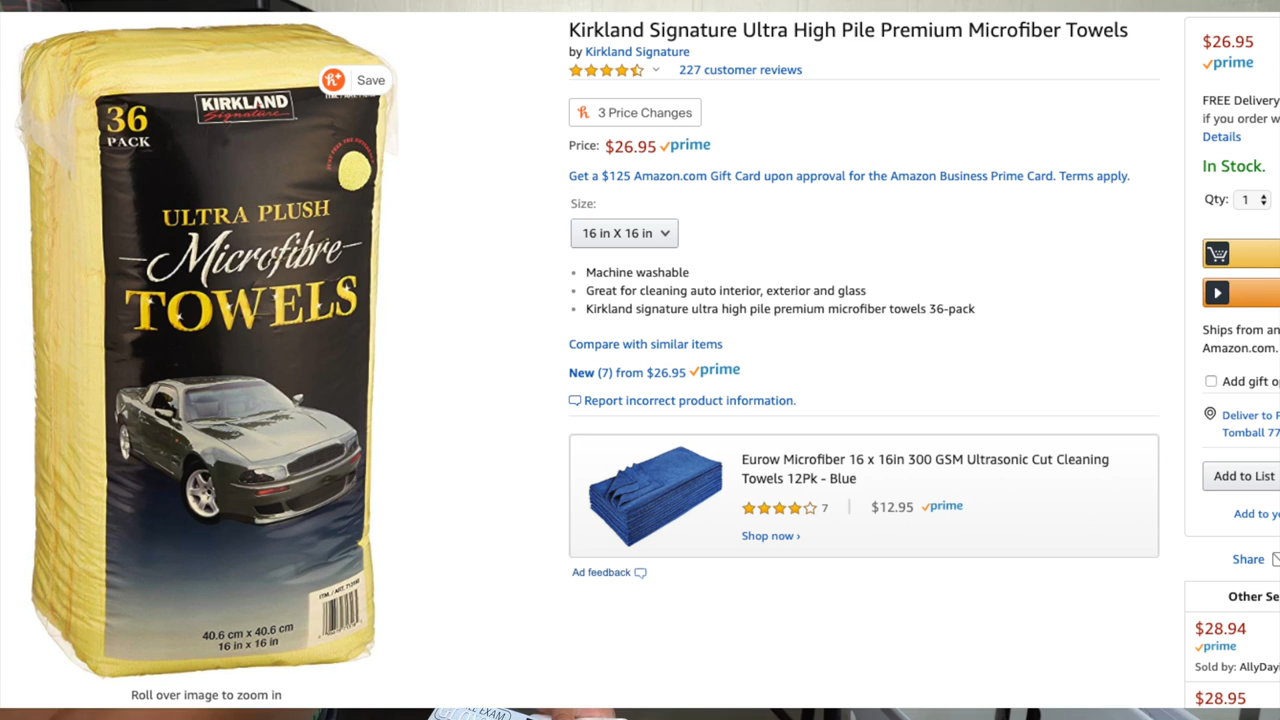 Kirkland Signature Ultra High Pile Premium Microfiber Towels
by Kirkland Signature
227 customer reviews
3 Price Changes
Price: $26.95 prime
Get a $125 Amazon.com Gift Card upon approval for the Amazon Business Prime Card. Terms apply.
Size:
16 in X 16 in
Machine washable
Great for cleaning auto interior, exterior and glass
Kirkland signature ultra high pile premium microfiber towels 36-pack
Compare with similar items
New (7) from $26.95 prime
Report incorrect product information.
Eurow Microfiber 16 x 16in 300 GSM Ultrasonic Cut Cleaning
Towels 12Pk - Blue
7 | $12.95 prime
Shop now ›
Ad feedback
Save
36
PACK
KIRKLAND
Signature
ULTRA PLUSH
Microfibre
TOWELS
ITM. / ART.
40.6 cm x 40.6 cm
16 in x 16 in
Roll over image to zoom in
$26.95
prime
FREE Delivery
if you order
Details
In Stock.
Qty: 1
Ships from
Amazon.com.
Add gift
Deliver to
Tomball 77
Add to List
Add to
Share
Other
$28.94
prime
Sold by:
$28.95
EXAM